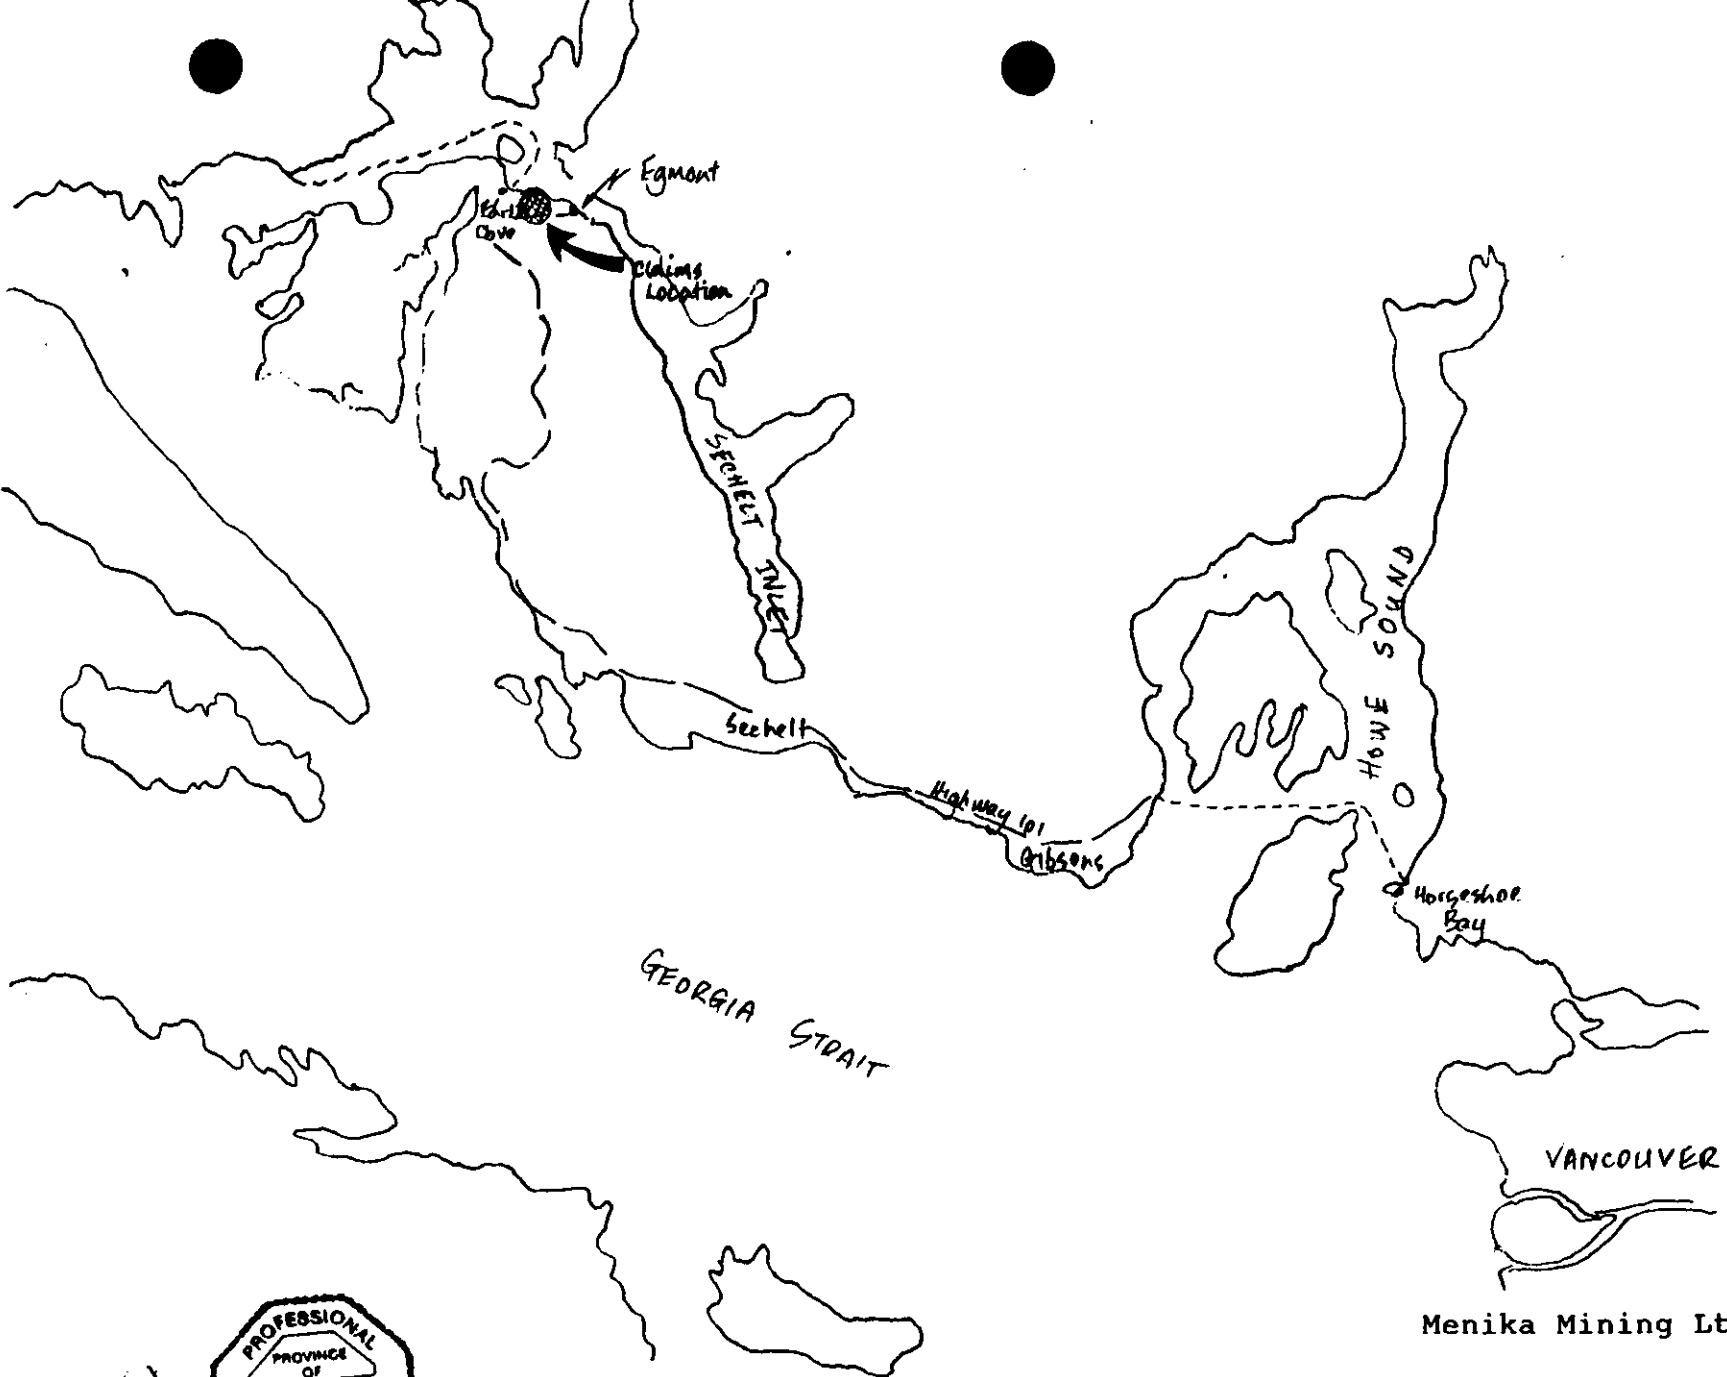 Egmont
Earls
Cove
Claims
Location
SECHELT INLET
HOWE SOUND
Sechelt
Highway 101
Gibsons
Horseshoe
Bay
GEORGIA STRAIT
VANCOUVER
Menika Mining Lt
PROFESSIONAL
PROVINCE
OF